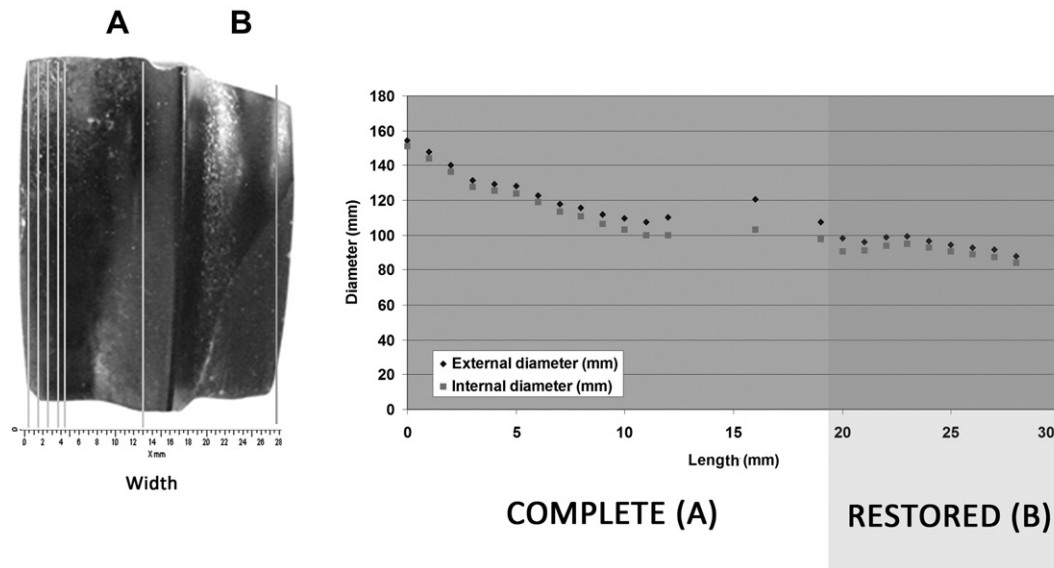 A B
0
0 2 4 6 8 10 12 14 16 18 20 22 24 26 28
X mm
Width
180
160
140
120
100
80
60
40
20
0
Diameter (mm)
External diameter (mm)
Internal diameter (mm)
0 5 10 15 20 25 30
Length (mm)
COMPLETE (A) RESTORED (B)